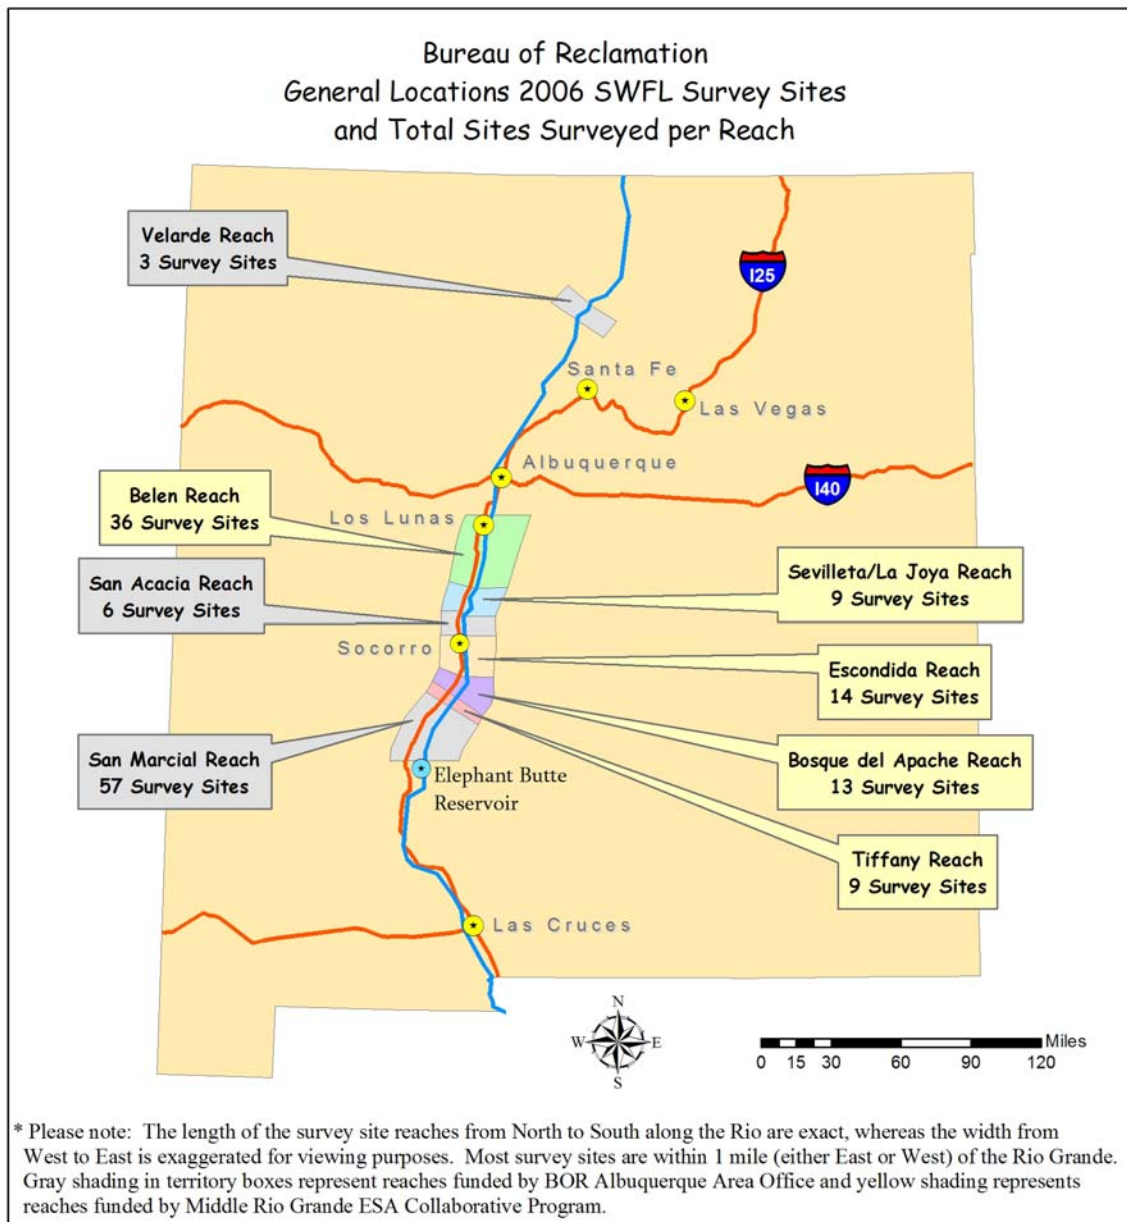 Bureau of Reclamation
General Locations 2006 SWFL Survey Sites
and Total Sites Surveyed per Reach
Velarde Reach
3 Survey Sites
I25
Santa Fe
Las Vegas
Albuquerque
I40
Belen Reach
36 Survey Sites
Los Lunas
San Acacia Reach
6 Survey Sites
Sevilleta/La Joya Reach
9 Survey Sites
Socorro
Escondida Reach
14 Survey Sites
San Marcial Reach
57 Survey Sites
Bosque del Apache Reach
13 Survey Sites
Elephant Butte
Reservoir
Tiffany Reach
9 Survey Sites
Las Cruces
N
W E
S
Miles
0 15 30 60 90 120
* Please note: The length of the survey site reaches from North to South along the Rio are exact, whereas the width from
West to East is exaggerated for viewing purposes. Most survey sites are within 1 mile (either East or West) of the Rio Grande.
Gray shading in territory boxes represent reaches funded by BOR Albuquerque Area Office and yellow shading represents
reaches funded by Middle Rio Grande ESA Collaborative Program.